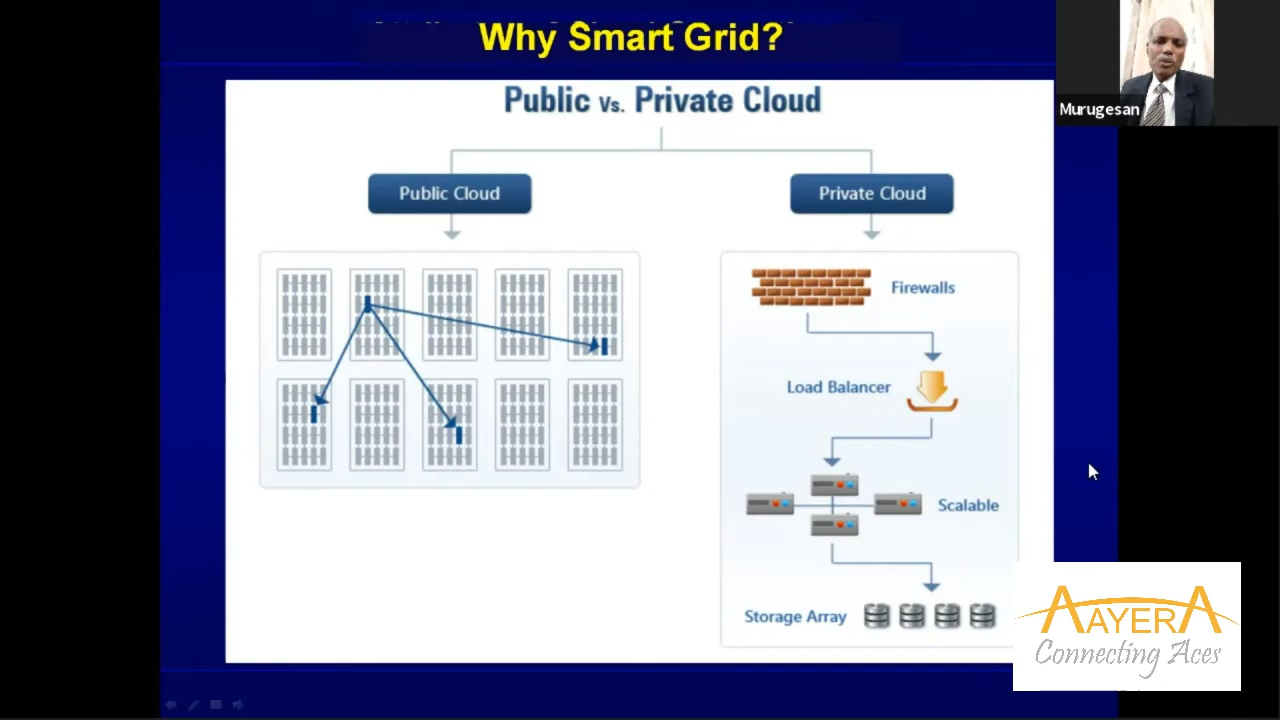 Why Smart Grid?
Murugesan
Public Vs. Private Cloud
Public Cloud
Private Cloud
Firewalls
Load Balancer
Scalable
Storage Array
AAYERA
Connecting Aces